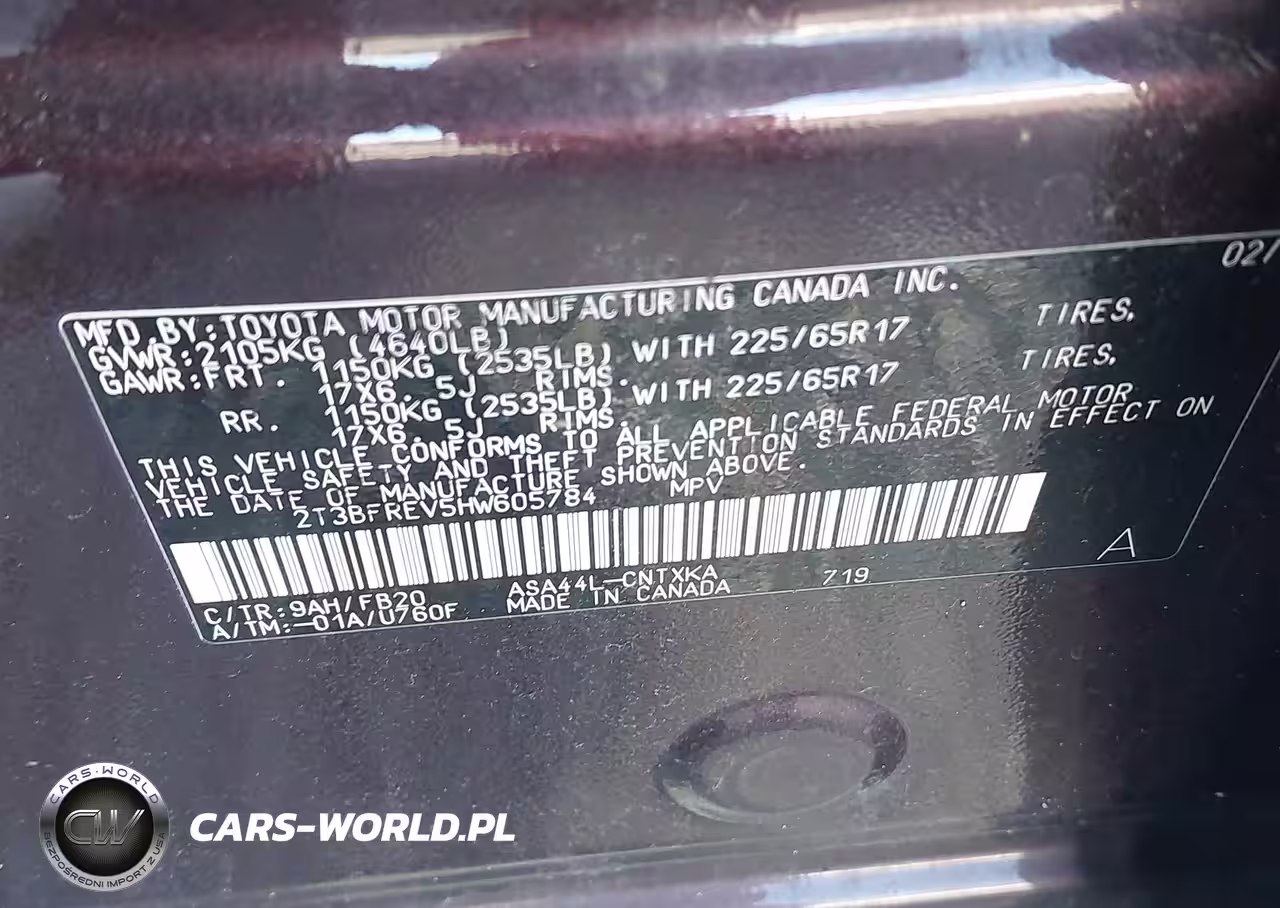 02/
MFD.BY:TOYOTA MOTOR MANUFACTURING CANADA INC.
GVWR:2105KG (4640LB)
GAWR:FRT. 1150KG (2535LB) WITH 225/65R17 TIRES.
17X6.5J RIMS.
RR. 1150KG (2535LB) WITH 225/65R17 TIRES.
17X6.5J RIMS.
THIS VEHICLE CONFORMS TO ALL APPLICABLE FEDERAL MOTOR
VEHICLE SAFETY AND THEFT PREVENTION STANDARDS IN EFFECT ON
THE DATE OF MANUFACTURE SHOWN ABOVE.
2T3BFREV5HW605784 MPV
A
C/TR:9AH/FB20 ASA44L-CNTXKA 719
A/TM:-01A/U760F MADE IN CANADA
CARS-WORLD
CW
BEZPOŚREDNI IMPORT Z USA
CARS-WORLD.PL